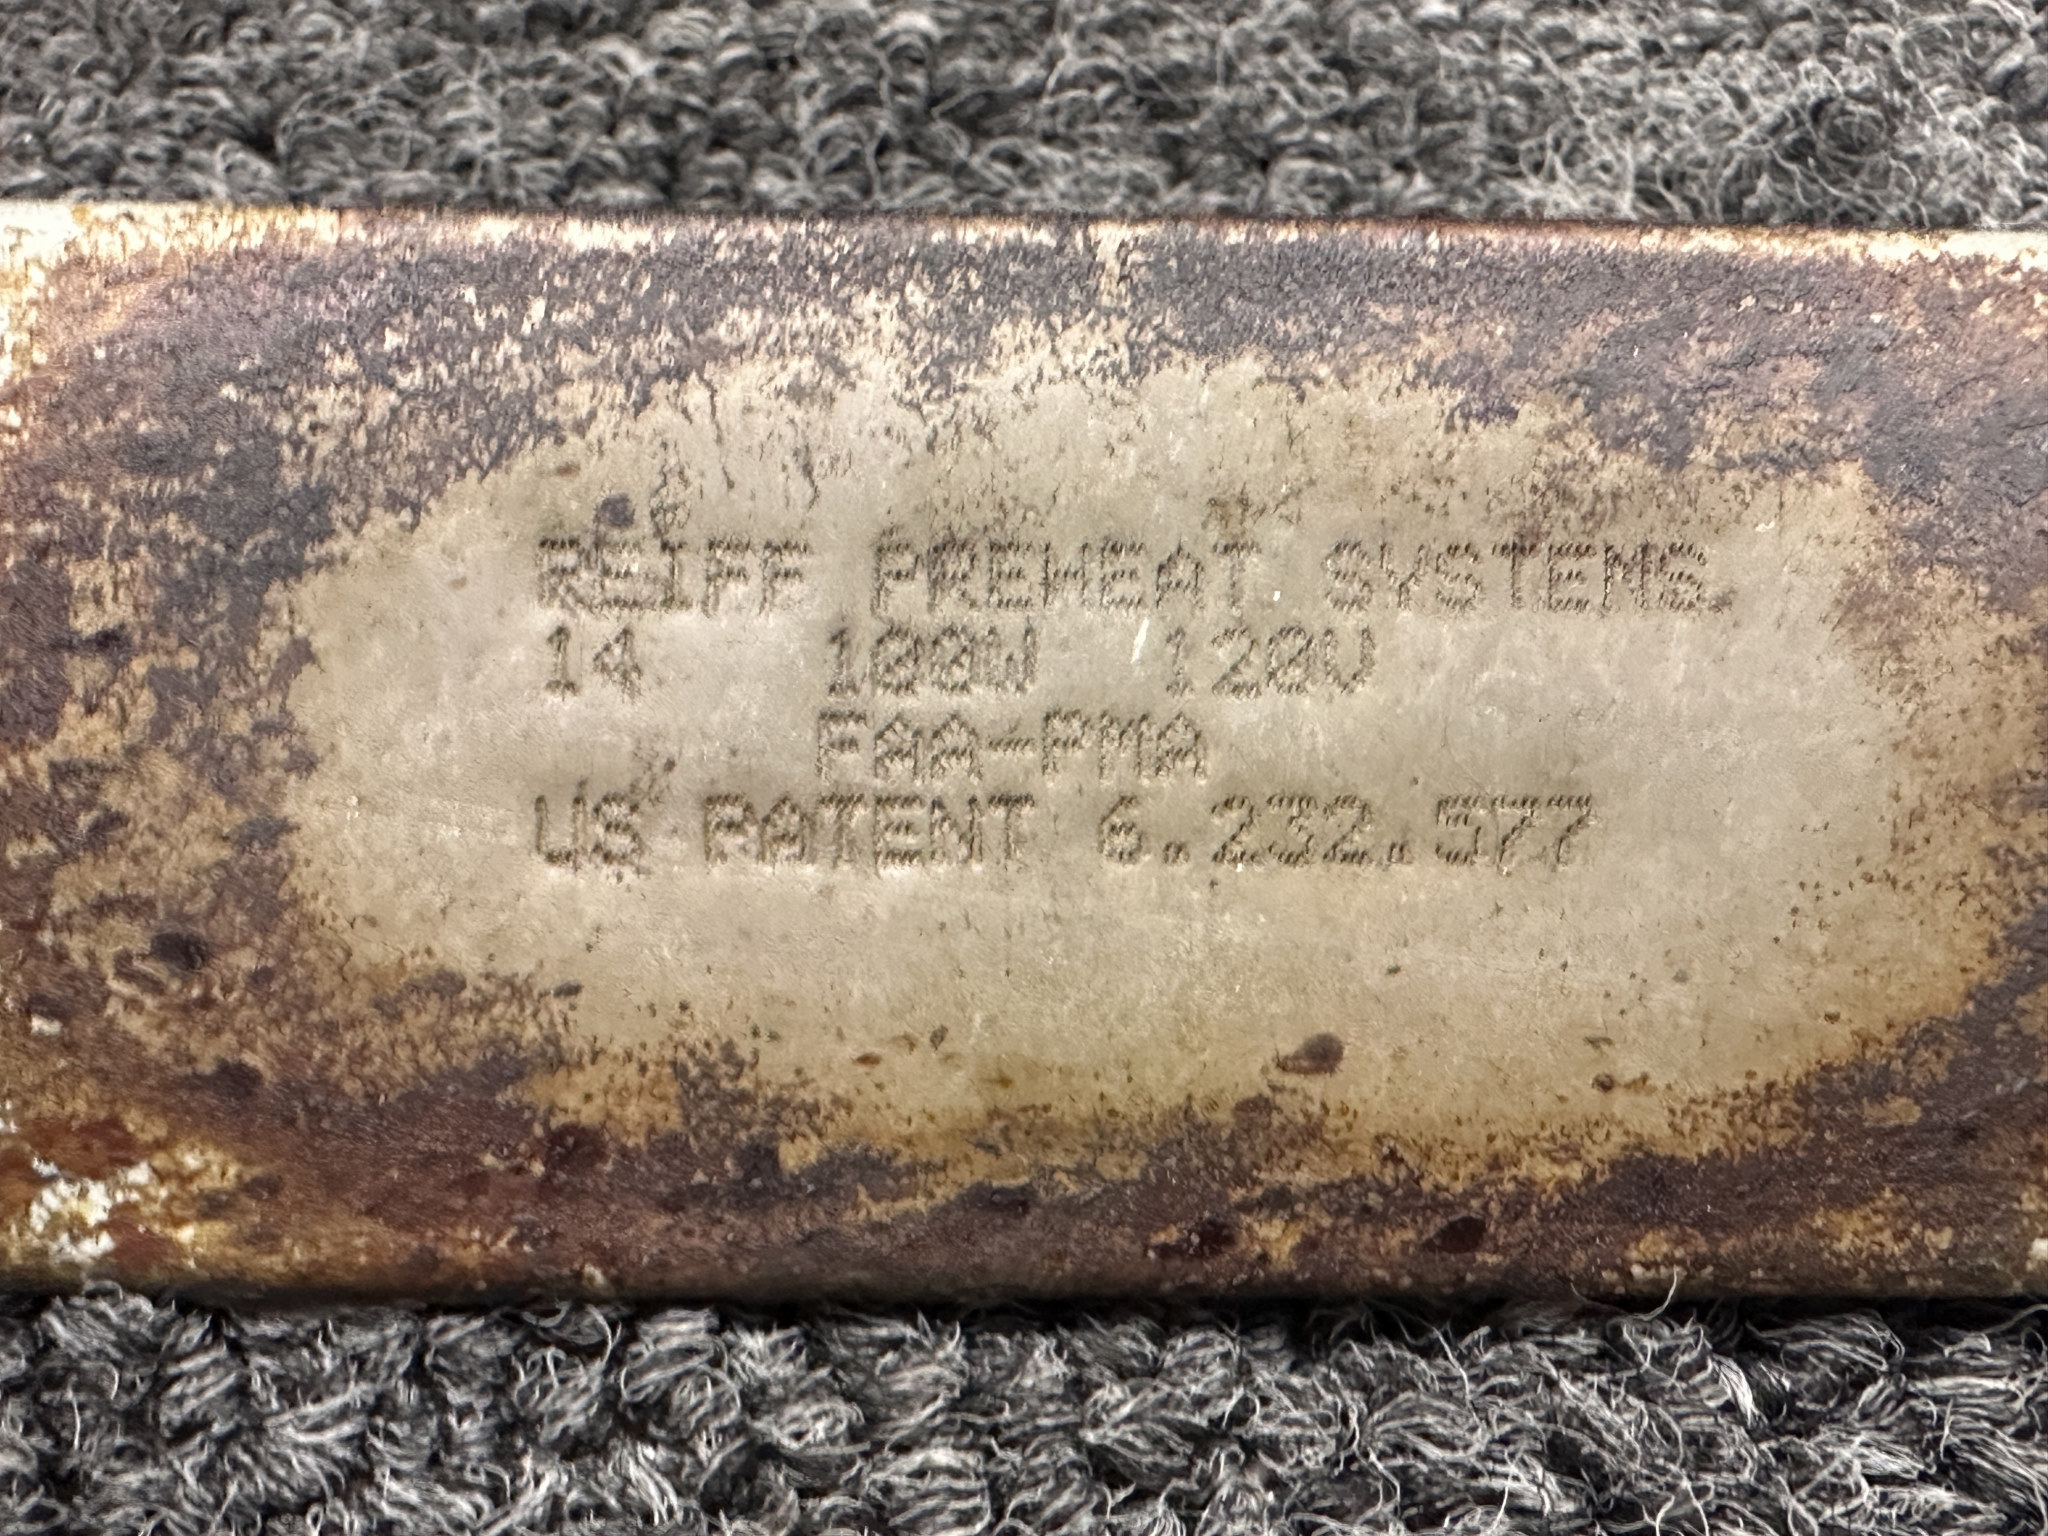 REIFF PREHEAT SYSTEMS
14 100W 120V
FAA-PMA
US PATENT 6.232.577